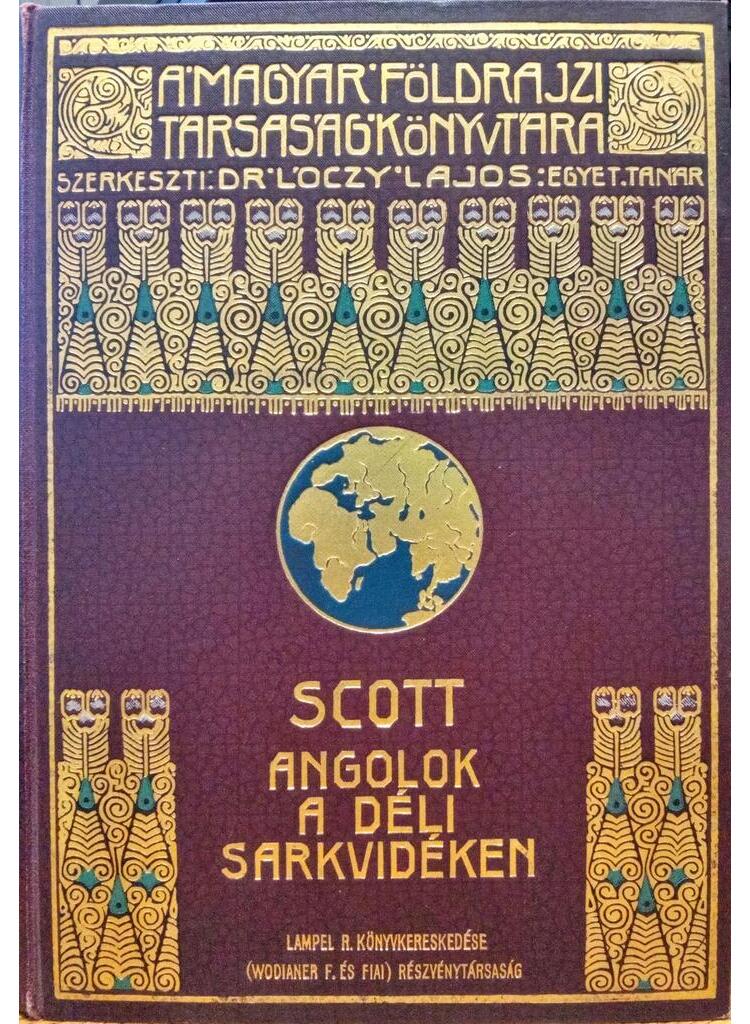 A·MAGYAR·FÖLDRAJZI
TÁRSASÁG·KÖNYVTÁRA
SZERKESZTI: DR·LÓCZY·LAJOS: EGYET. TANÁR
SCOTT
ANGOLOK
A DÉLI
SARKVIDÉKEN
LAMPEL R. KÖNYVKERESKEDÉSE
(WODIANER F. ÉS FIAI) RÉSZVÉNYTÁRSASÁG